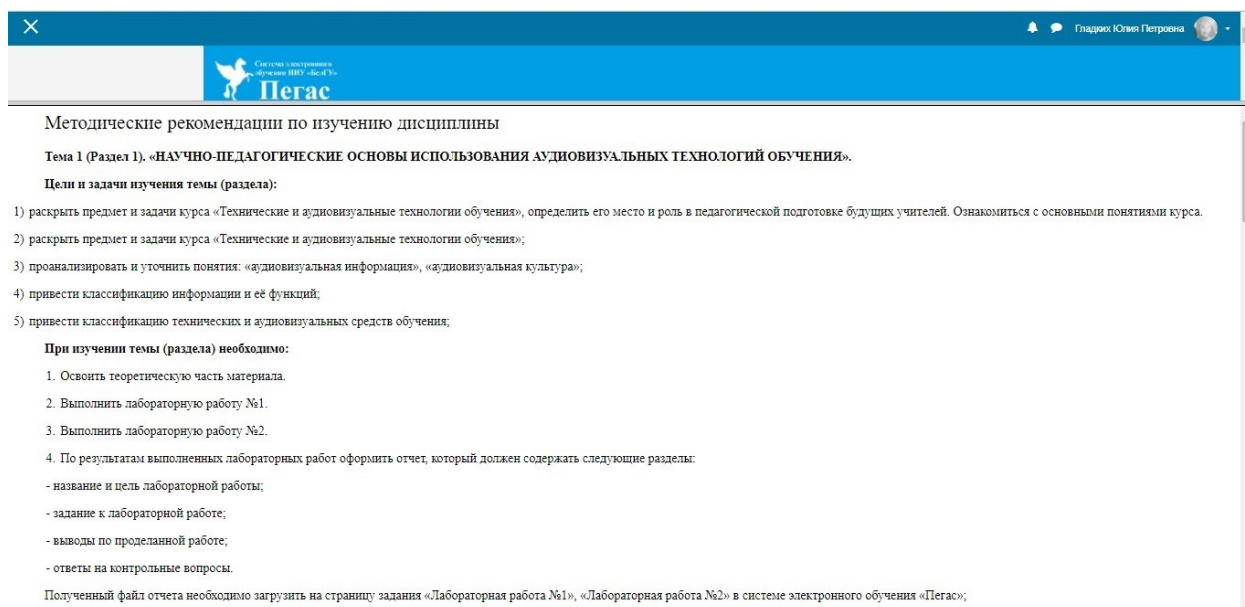 Гладких Юлия Петровна
Система электронного
обучения НИУ «БелГУ»
Пегас
Методические рекомендации по изучению дисциплины
Тема 1 (Раздел 1). «НАУЧНО-ПЕДАГОГИЧЕСКИЕ ОСНОВЫ ИСПОЛЬЗОВАНИЯ АУДИОВИЗУАЛЬНЫХ ТЕХНОЛОГИЙ ОБУЧЕНИЯ».
Цели и задачи изучения темы (раздела):
1) раскрыть предмет и задачи курса «Технические и аудиовизуальные технологии обучения», определить его место и роль в педагогической подготовке будущих учителей. Ознакомиться с основными понятиями курса.
2) раскрыть предмет и задачи курса «Технические и аудиовизуальные технологии обучения»;
3) проанализировать и уточнить понятия: «аудиовизуальная информация», «аудиовизуальная культура»;
4) привести классификацию информации и её функций;
5) привести классификацию технических и аудиовизуальных средств обучения;
При изучении темы (раздела) необходимо:
1. Освоить теоретическую часть материала.
2. Выполнить лабораторную работу №1.
3. Выполнить лабораторную работу №2.
4. По результатам выполненных лабораторных работ оформить отчет, который должен содержать следующие разделы:
- название и цель лабораторной работы;
- задание к лабораторной работе;
- выводы по проделанной работе;
- ответы на контрольные вопросы.
Полученный файл отчета необходимо загрузить на страницу задания «Лабораторная работа №1», «Лабораторная работа №2» в системе электронного обучения «Пегас»;